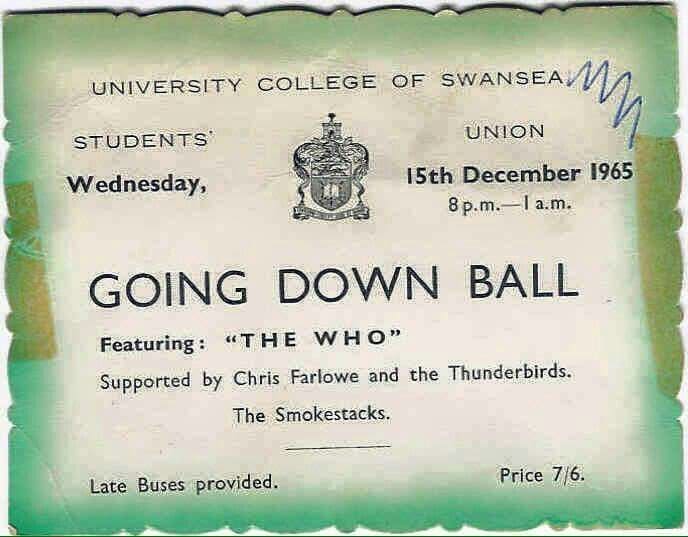 UNIVERSITY COLLEGE OF SWANSEA
STUDENTS' UNION
Wednesday, 15th December 1965
8 p.m.—1 a.m.
GOING DOWN BALL
Featuring: "THE WHO"
Supported by Chris Farlowe and the Thunderbirds.
The Smokestacks.
Late Buses provided. Price 7/6.